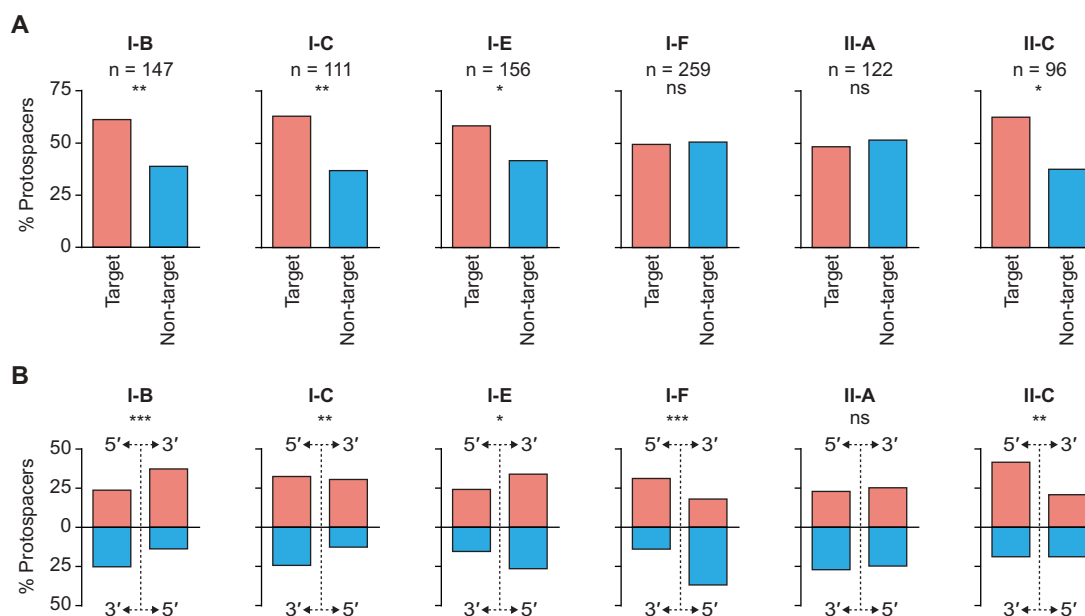 A
I-B I-C I-E I-F II-A II-C
n = 147 n = 111 n = 156 n = 259 n = 122 n = 96
** ** * ns ns *
75
50
25
0
% Protospacers
Target Non-target Target Non-target Target Non-target Target Non-target Target Non-target Target Non-target
B
I-B I-C I-E I-F II-A II-C
*** ** * *** ns **
5′ 3′ 5′ 3′ 5′ 3′ 5′ 3′ 5′ 3′ 5′ 3′
50
25
0
25
50
% Protospacers
3′ 5′ 3′ 5′ 3′ 5′ 3′ 5′ 3′ 5′ 3′ 5′